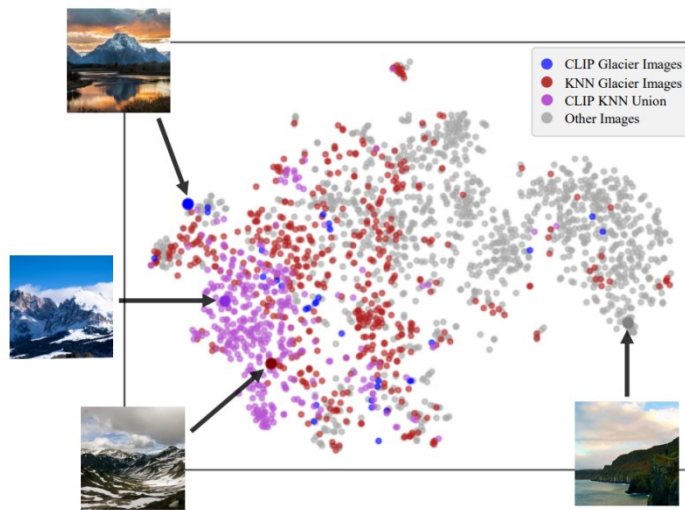 CLIP Glacier Images
KNN Glacier Images
CLIP KNN Union
Other Images